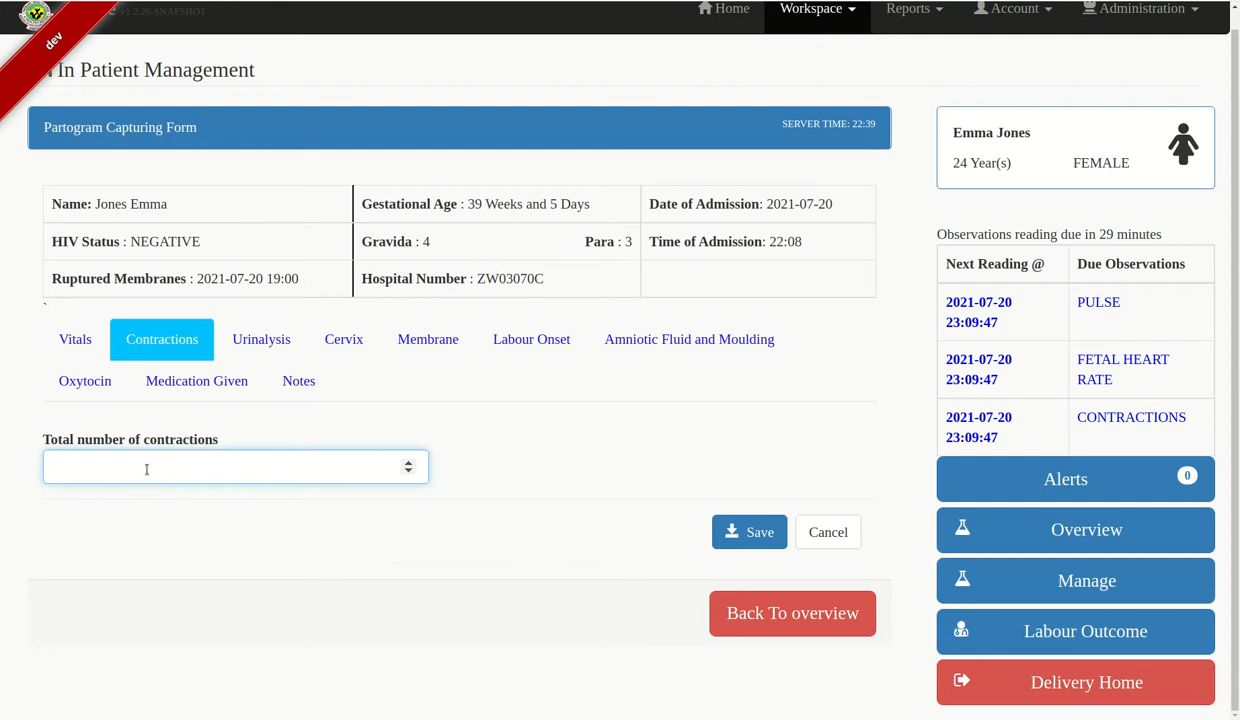 v1.2.26-SNAPSHOT
Home Workspace Reports Account Administration
dev
In Patient Management
Partogram Capturing Form
SERVER TIME: 22:39
Name: Jones Emma
Gestational Age : 39 Weeks and 5 Days
Date of Admission: 2021-07-20
HIV Status : NEGATIVE
Gravida : 4 Para : 3
Time of Admission: 22:08
Ruptured Membranes : 2021-07-20 19:00
Hospital Number : ZW03070C
`
Vitals Contractions Urinalysis Cervix Membrane Labour Onset Amniotic Fluid and Moulding
Oxytocin Medication Given Notes
Total number of contractions
Save Cancel
Back To overview
Emma Jones
24 Year(s) FEMALE
Observations reading due in 29 minutes
Next Reading @ Due Observations
2021-07-20
23:09:47
PULSE
2021-07-20
23:09:47
FETAL HEART
RATE
2021-07-20
23:09:47
CONTRACTIONS
Alerts 0
Overview
Manage
Labour Outcome
Delivery Home